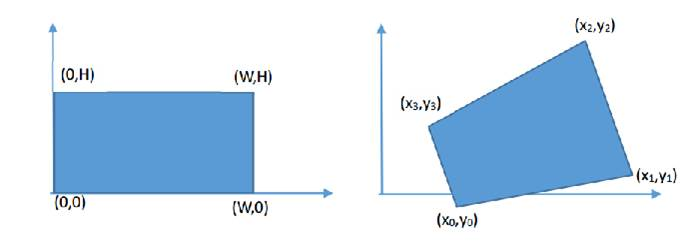 (0,H)
(W,H)
(0,0)
(W,0)
(x₂,y₂)
(x₃,y₃)
(x₁,y₁)
(x₀,y₀)